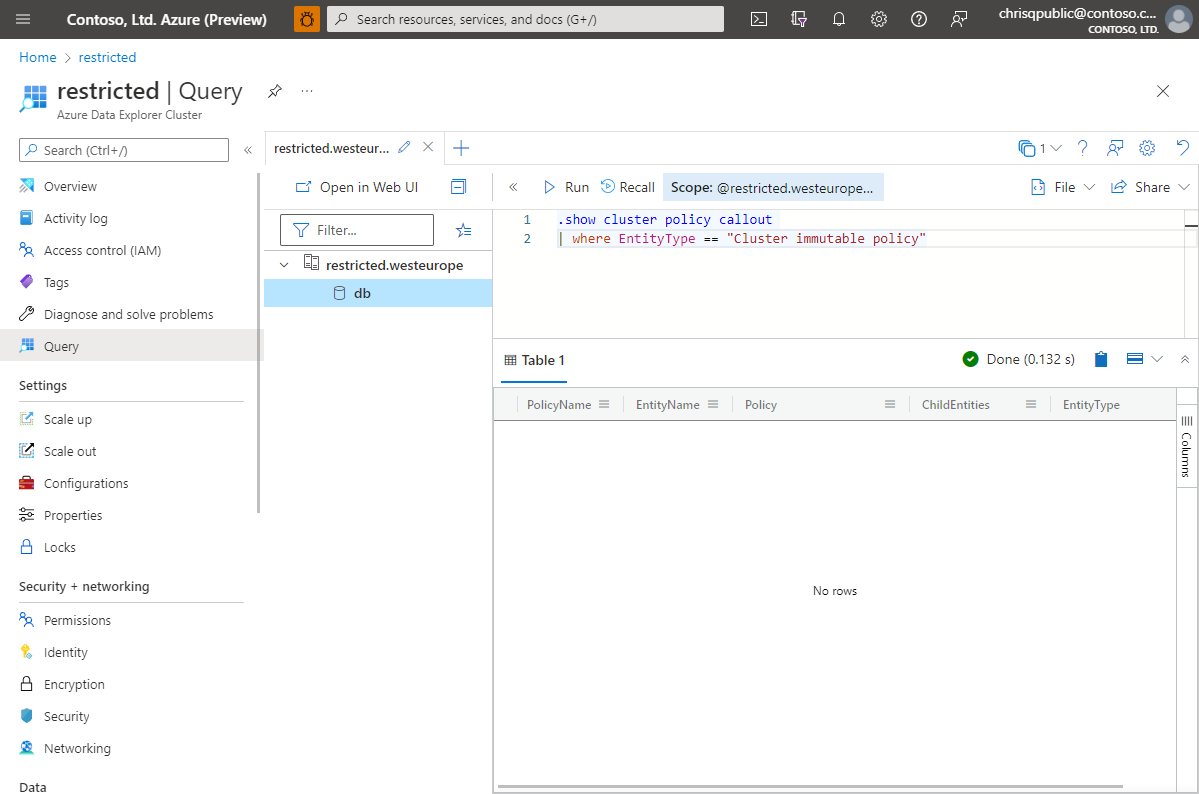 Contoso, Ltd. Azure (Preview)
Search resources, services, and docs (G+/)
chrisqpublic@contoso.c...
CONTOSO, LTD.
Home > restricted
restricted | Query
...
Azure Data Explorer Cluster
Search (Ctrl+/)
«
Overview
Activity log
Access control (IAM)
Tags
Diagnose and solve problems
Query
Settings
Scale up
Scale out
Configurations
Properties
Locks
Security + networking
Permissions
Identity
Encryption
Security
Networking
Data
restricted.westeur...
1
Open in Web UI
«
Run
Recall
Scope: @restricted.westeurope...
File
Share
Filter...
restricted.westeurope
db
1 .show cluster policy callout
2 | where EntityType == "Cluster immutable policy"
Table 1
Done (0.132 s)
PolicyName EntityName Policy ChildEntities EntityType
Columns
No rows